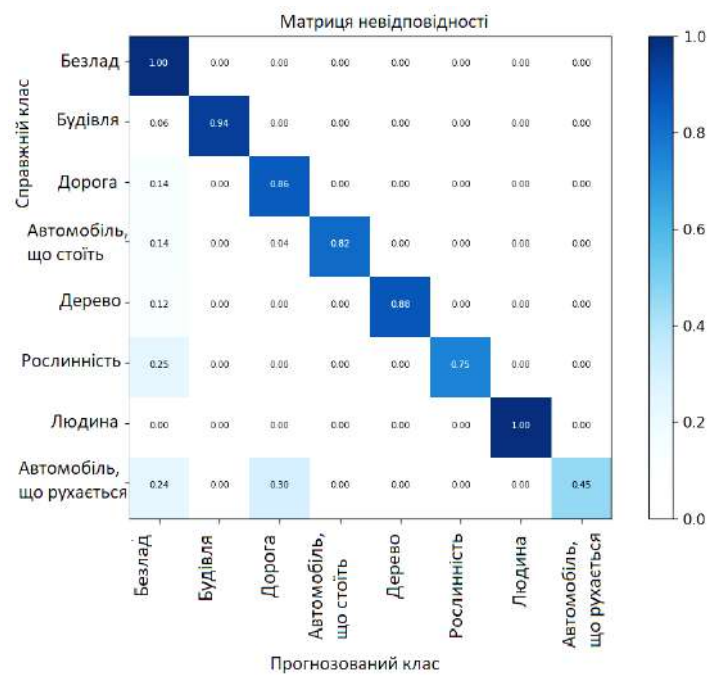 Матриця невідповідності
Справжній клас
Безлад
1.00 0.00 0.00 0.00 0.00 0.00 0.00 0.00
Будівля
0.06 0.94 0.00 0.00 0.00 0.00 0.00 0.00
Дорога
0.14 0.00 0.86 0.00 0.00 0.00 0.00 0.00
Автомобіль,
що стоїть
0.14 0.00 0.04 0.82 0.00 0.00 0.00 0.00
Дерево
0.12 0.00 0.00 0.00 0.88 0.00 0.00 0.00
Рослинність
0.25 0.00 0.00 0.00 0.00 0.75 0.00 0.00
Людина
0.00 0.00 0.00 0.00 0.00 0.00 1.00 0.00
Автомобіль,
що рухається
0.24 0.00 0.30 0.00 0.00 0.00 0.00 0.45
Безлад
Будівля
Дорога
Автомобіль,
що стоїть
Дерево
Рослинність
Людина
Автомобіль,
що рухається
Прогнозований клас
1.0
0.8
0.6
0.4
0.2
0.0